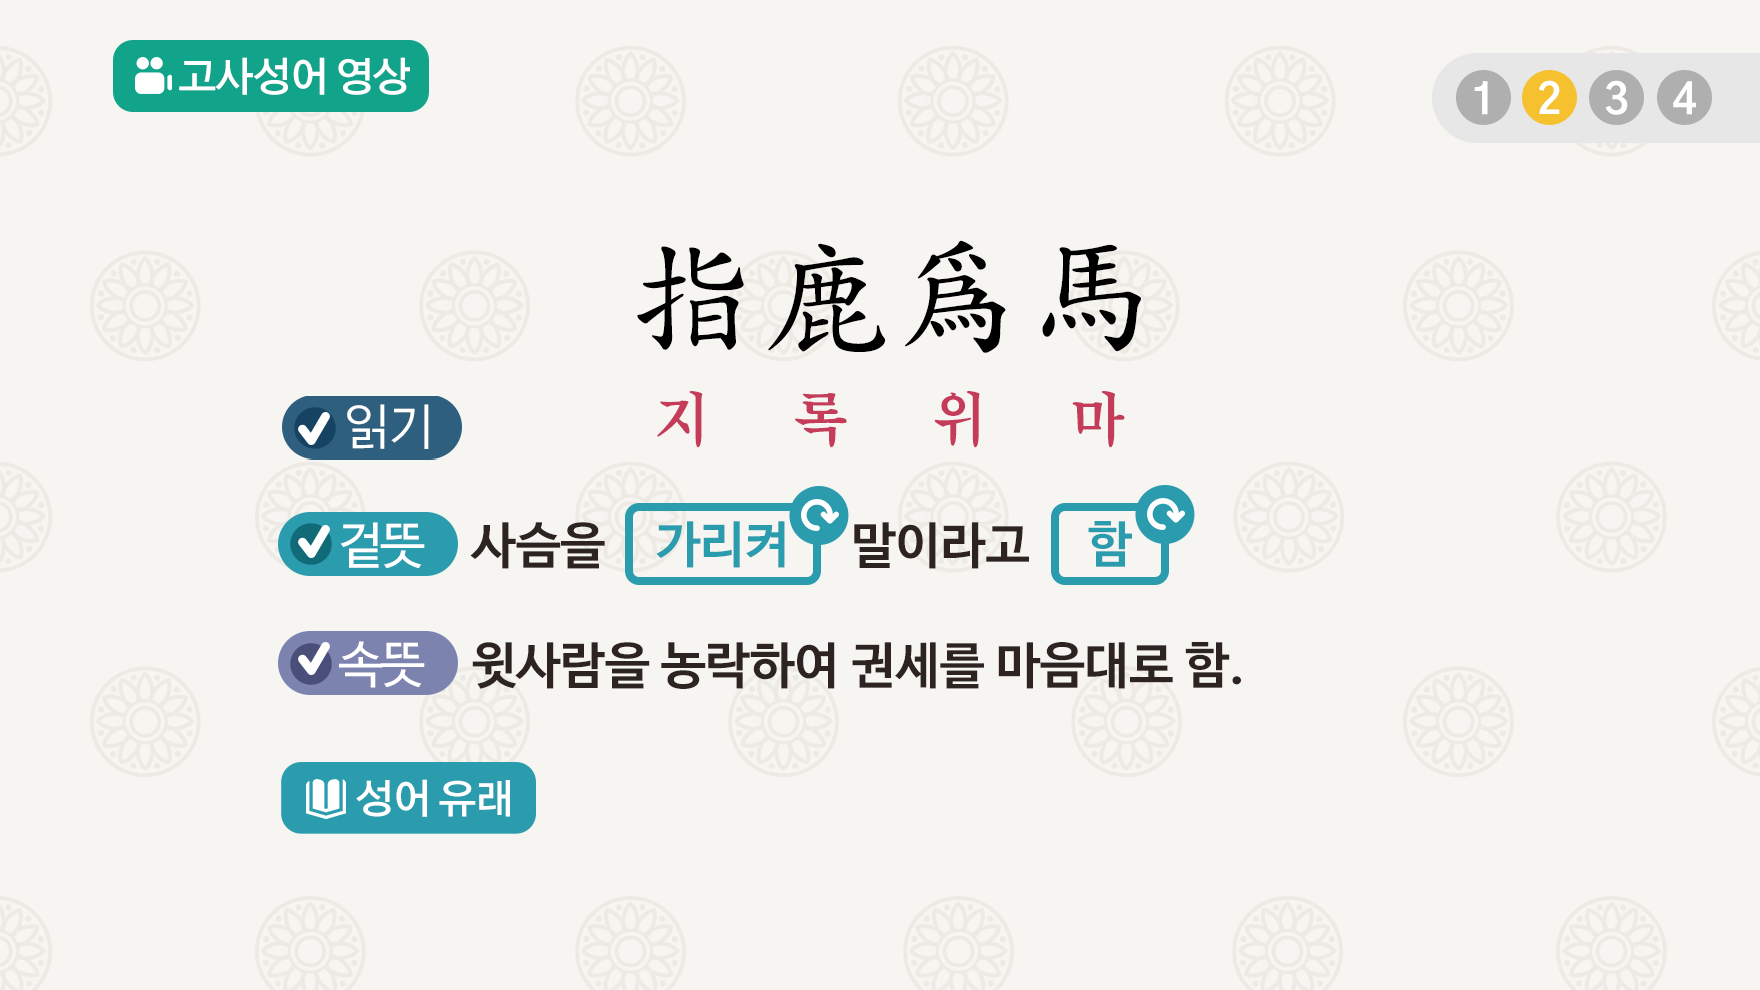 고사성어 영상
1 2 3 4
指鹿爲馬
읽기 지 록 위 마
겉뜻 사슴을 가리켜 말이라고 함
속뜻 윗사람을 농락하여 권세를 마음대로 함.
성어 유래